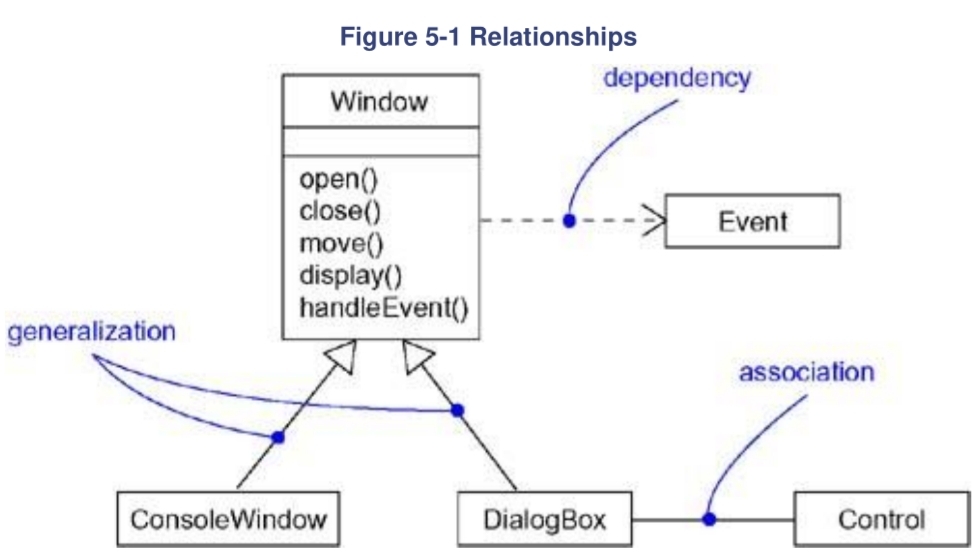 Figure 5-1 Relationships
dependency
Window
open()
close()
move()
display()
handleEvent()
Event
generalization
association
ConsoleWindow
DialogBox
Control